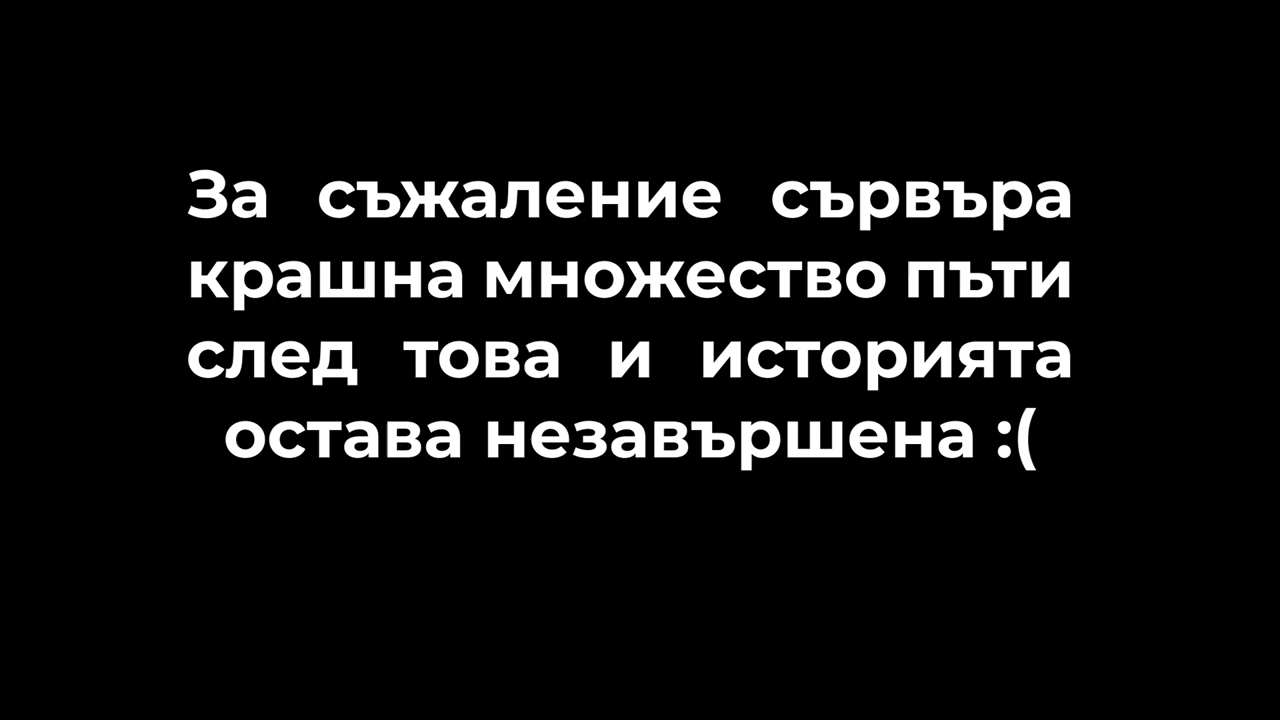 За съжаление сървъра
крашна множество пъти
след това и историята
остава незавършена :(